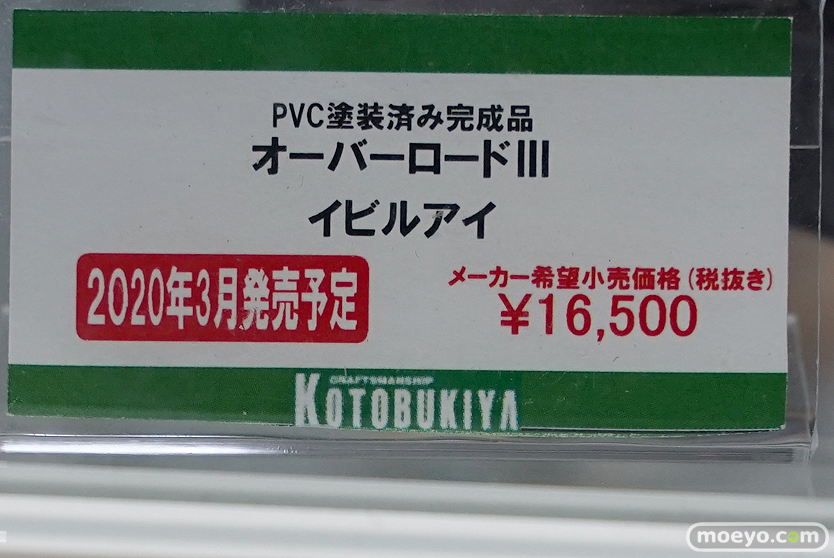 PVC塗装済み完成品
オーバーロードIII
イビルアイ
2020年3月発売予定
メーカー希望小売価格(税抜き)
¥16,500
CRAFTSMANSHIP
KOTOBUKIYA
moeyo.com